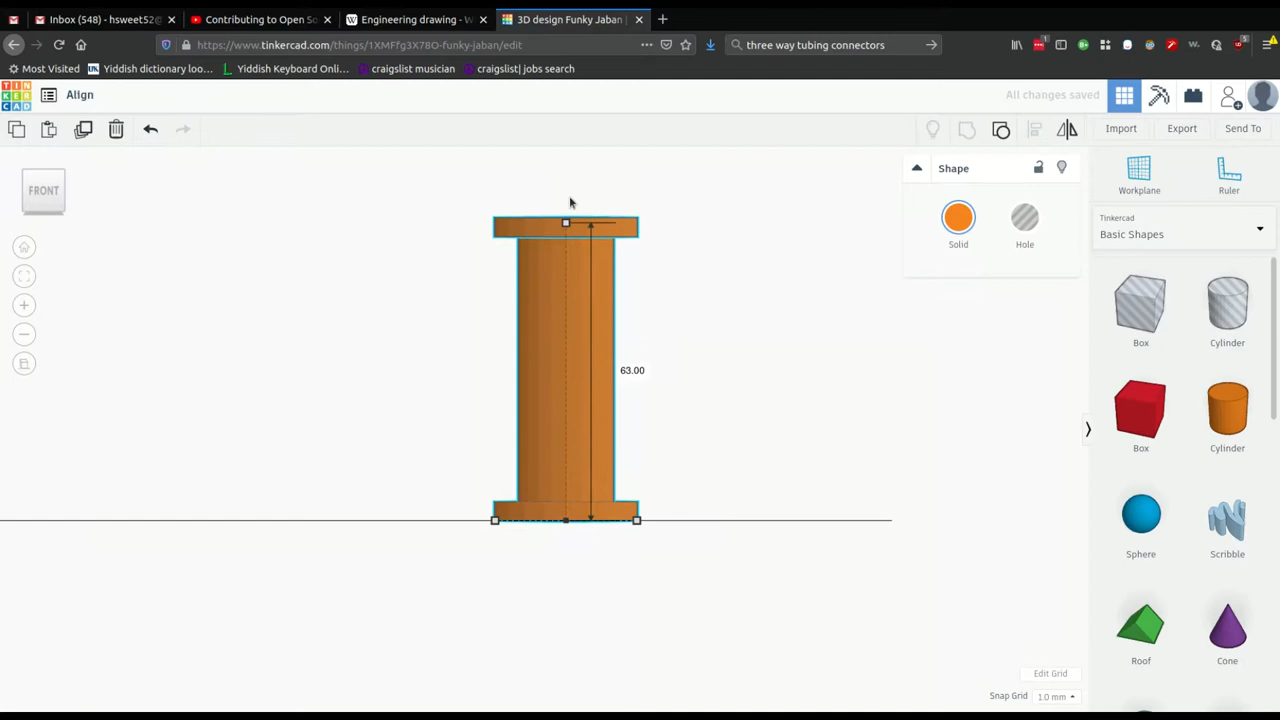 Inbox (548) - hsweet52@
Contributing to Open So
Engineering drawing - W
3D design Funky Jaban |
https://www.tinkercad.com/things/1XMFfg3X78O-funky-jaban/edit
three way tubing connectors
Most Visited
Yiddish dictionary loo...
Yiddish Keyboard Onli...
craigslist musician
craigslist| jobs search
TIN
KER
CAD
Align
All changes saved
Import
Export
Send To
FRONT
Shape
Solid
Hole
Workplane
Ruler
Tinkercad
Basic Shapes
Box
Cylinder
63.00
Box
Cylinder
Sphere
Scribble
Roof
Cone
Edit Grid
Snap Grid
1.0 mm